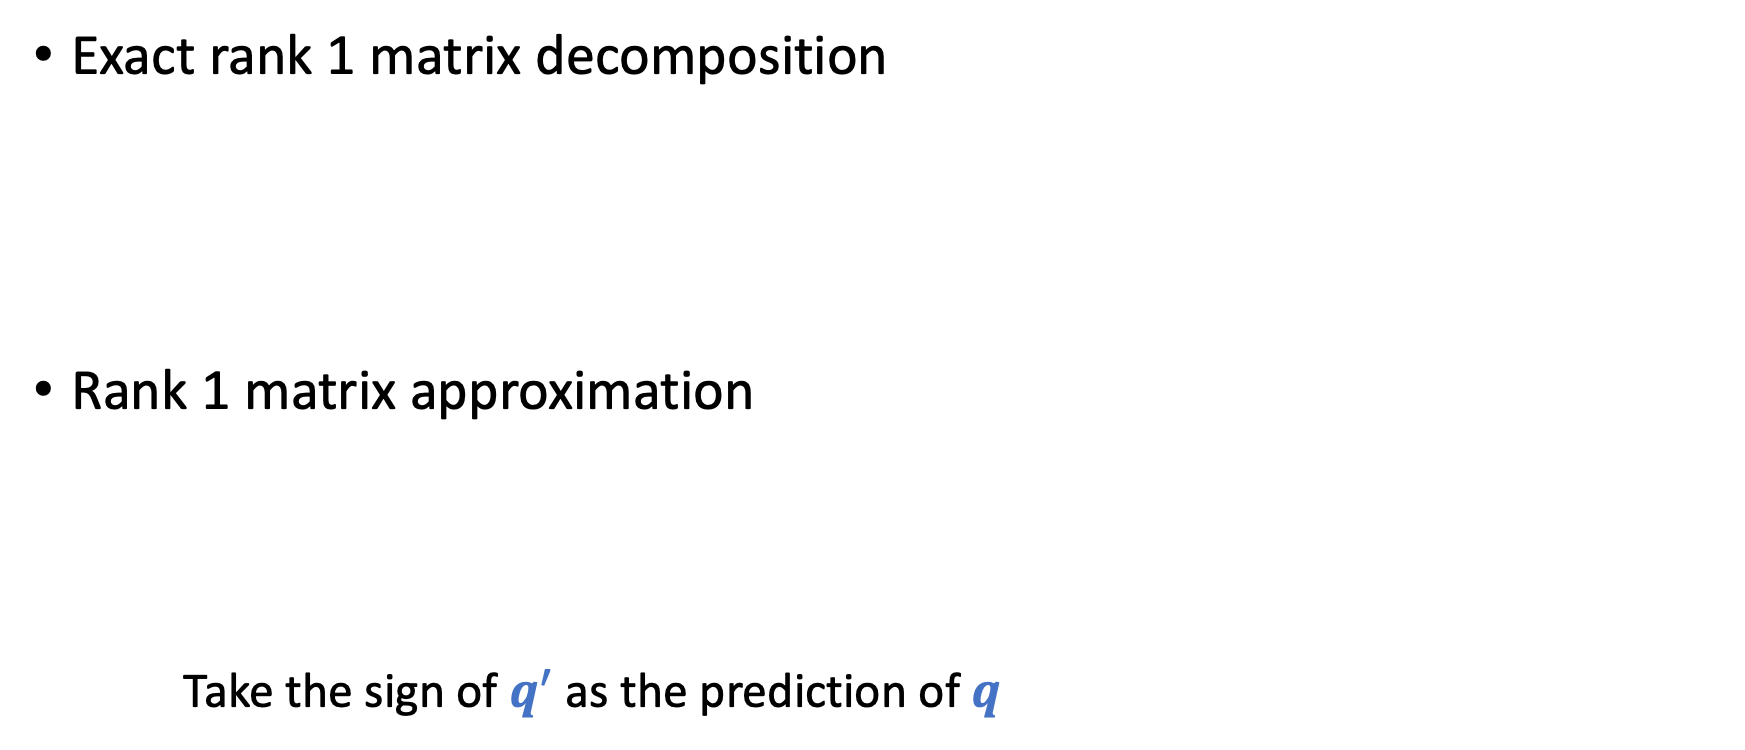 • Exact rank 1 matrix decomposition
• Rank 1 matrix approximation
Take the sign of q′ as the prediction of q